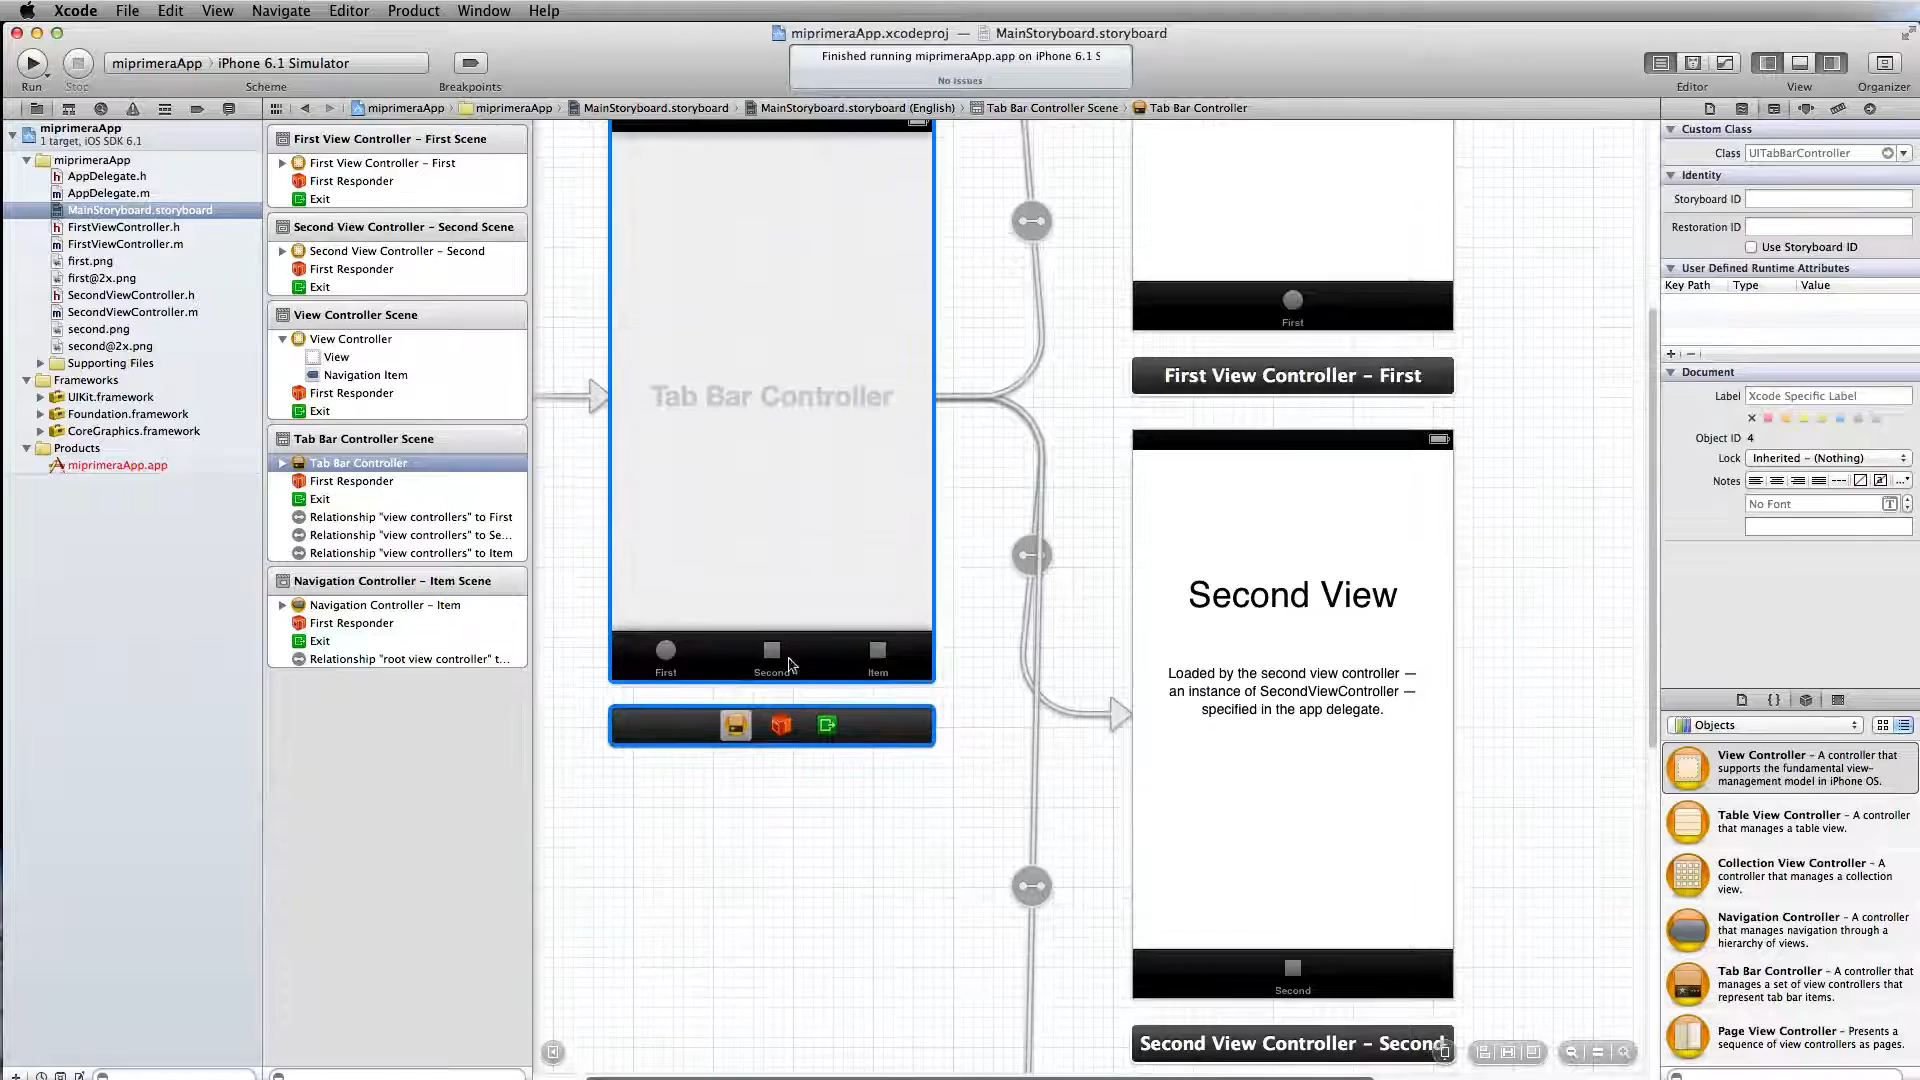 Xcode File Edit View Navigate Editor Product Window Help
miprimeraApp.xcodeproj — MainStoryboard.storyboard
miprimeraApp iPhone 6.1 Simulator
Finished running miprimeraApp.app on iPhone 6.1 S
No Issues
Run Stop Scheme Breakpoints Editor View Organizer
miprimeraApp miprimeraApp MainStoryboard.storyboard MainStoryboard.storyboard (English) Tab Bar Controller Scene Tab Bar Controller
miprimeraApp
1 target, iOS SDK 6.1
miprimeraApp
AppDelegate.h
AppDelegate.m
MainStoryboard.storyboard
FirstViewController.h
FirstViewController.m
first.png
first@2x.png
SecondViewController.h
SecondViewController.m
second.png
second@2x.png
Supporting Files
Frameworks
UIKit.framework
Foundation.framework
CoreGraphics.framework
Products
miprimeraApp.app
First View Controller – First Scene
First View Controller – First
First Responder
Exit
Second View Controller – Second Scene
Second View Controller – Second
First Responder
Exit
View Controller Scene
View Controller
View
Navigation Item
First Responder
Exit
Tab Bar Controller Scene
Tab Bar Controller
First Responder
Exit
Relationship "view controllers" to First
Relationship "view controllers" to Se...
Relationship "view controllers" to Item
Navigation Controller – Item Scene
Navigation Controller – Item
First Responder
Exit
Relationship "root view controller" t...
Tab Bar Controller
First Second Item
First
First View Controller – First
Second View
Loaded by the second view controller —
an instance of SecondViewController —
specified in the app delegate.
Second
Second View Controller – Second
Custom Class
Class UITabBarController
Identity
Storyboard ID
Restoration ID
Use Storyboard ID
User Defined Runtime Attributes
Key Path Type Value
Document
Label Xcode Specific Label
Object ID 4
Lock Inherited – (Nothing)
Notes
No Font
Objects
View Controller – A controller that
supports the fundamental view-
management model in iPhone OS.
Table View Controller – A controller
that manages a table view.
Collection View Controller – A
controller that manages a collection
view.
Navigation Controller – A controller
that manages navigation through a
hierarchy of views.
Tab Bar Controller – A controller that
manages a set of view controllers that
represent tab bar items.
Page View Controller – Presents a
sequence of view controllers as pages.